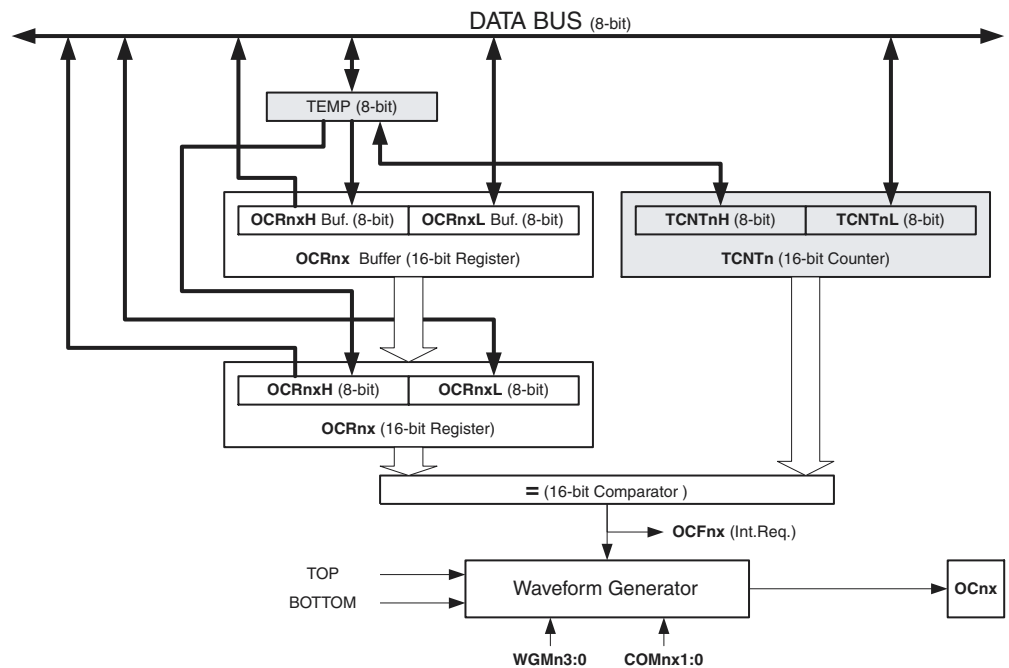 DATA BUS (8-bit)
TEMP (8-bit)
OCRnxH Buf. (8-bit)
OCRnxL Buf. (8-bit)
TCNTnH (8-bit)
TCNTnL (8-bit)
OCRnx Buffer (16-bit Register)
TCNTn (16-bit Counter)
OCRnxH (8-bit)
OCRnxL (8-bit)
OCRnx (16-bit Register)
= (16-bit Comparator )
OCFnx (Int.Req.)
TOP
BOTTOM
Waveform Generator
OCnx
WGMn3:0
COMnx1:0